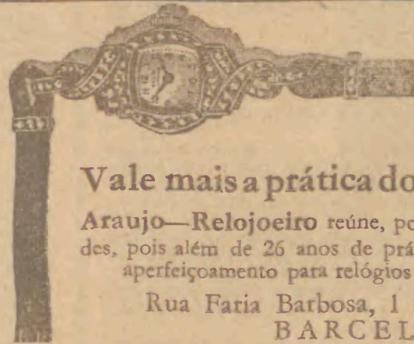 Vale mais a prática do
Araujo—Relojoeiro reúne, po
des, pois além de 26 anos de prá
aperfeiçoamento para relógios
Rua Faria Barbosa, 1
BARCEL